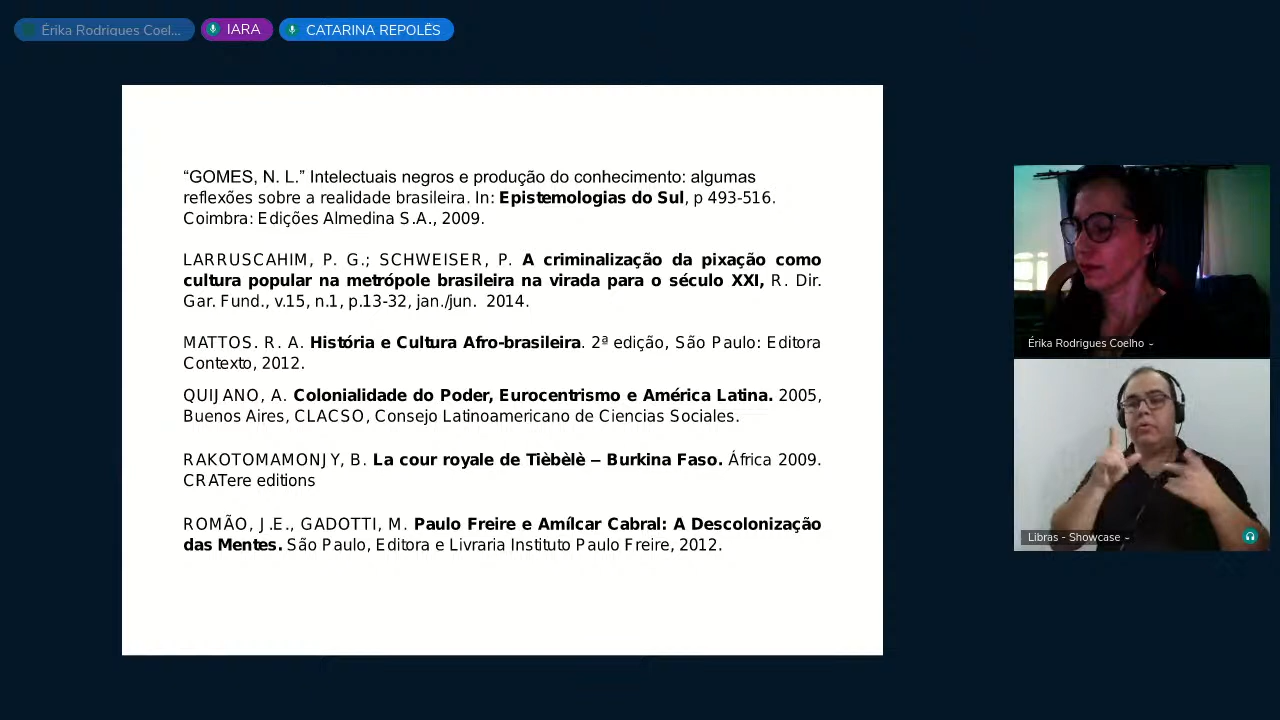 Érika Rodrigues Coel...
IARA
CATARINA REPOLÊS
“GOMES, N. L.” Intelectuais negros e produção do conhecimento: algumas
reflexões sobre a realidade brasileira. In: Epistemologias do Sul, p 493-516.
Coimbra: Edições Almedina S.A., 2009.
LARRUSCAHIM, P. G.; SCHWEISER, P. A criminalização da pixação como
cultura popular na metrópole brasileira na virada para o século XXI, R. Dir.
Gar. Fund., v.15, n.1, p.13-32, jan./jun. 2014.
MATTOS. R. A. História e Cultura Afro-brasileira. 2ª edição, São Paulo: Editora
Contexto, 2012.
QUIJANO, A. Colonialidade do Poder, Eurocentrismo e América Latina. 2005,
Buenos Aires, CLACSO, Consejo Latinoamericano de Ciencias Sociales.
RAKOTOMAMONJY, B. La cour royale de Tièbèlè – Burkina Faso. África 2009.
CRATere editions
ROMÃO, J.E., GADOTTI, M. Paulo Freire e Amílcar Cabral: A Descolonização
das Mentes. São Paulo, Editora e Livraria Instituto Paulo Freire, 2012.
Érika Rodrigues Coelho
Libras - Showcase